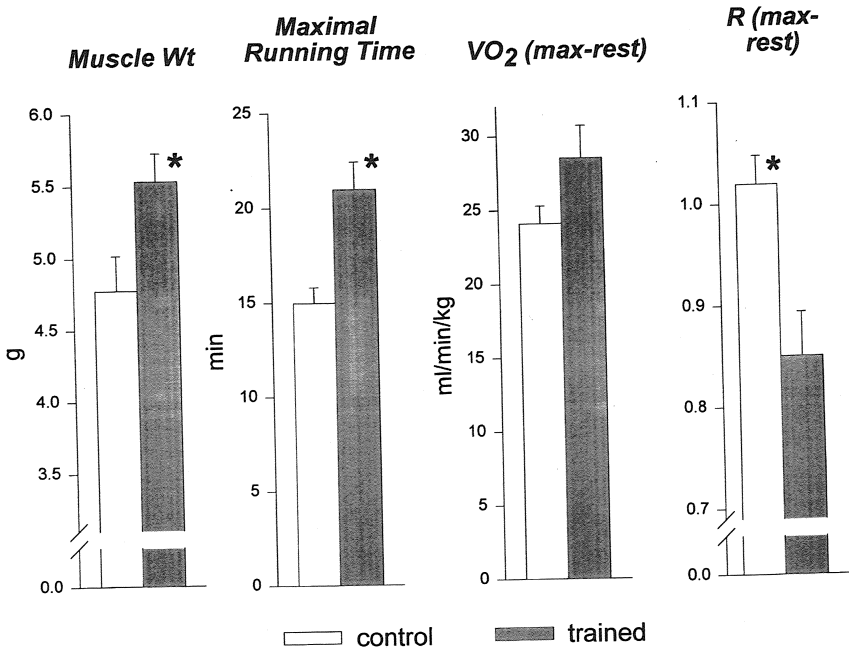 Muscle Wt
Maximal
Running Time
VO2 (max-rest)
R (max-
rest)
6.0
5.5
5.0
4.5
4.0
3.5
0.0
g
*
25
20
15
10
5
0
min
*
30
25
20
15
10
5
0
ml/min/kg
1.1
1.0
0.9
0.8
0.7
0.0
*
control
trained